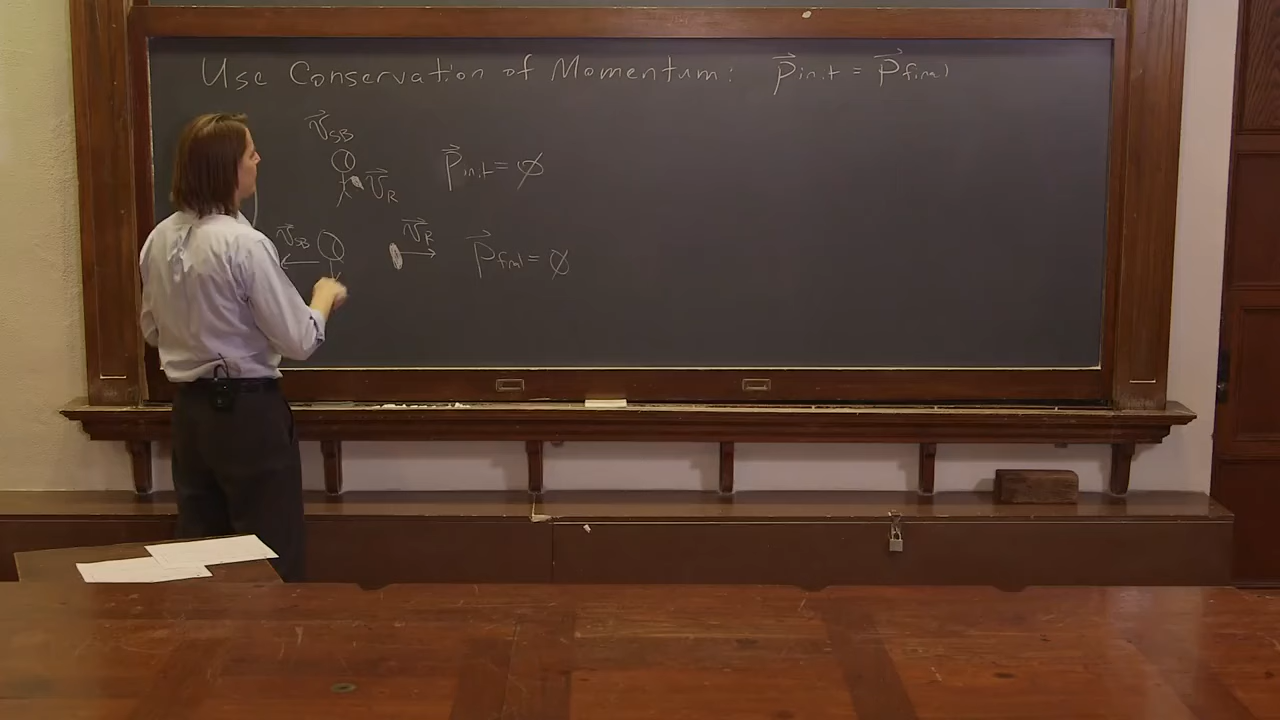 Use Conservation of Momentum: p⃗init = p⃗final
v⃗SB
v⃗R
p⃗init = ∅
v⃗SB
v⃗R
p⃗final = ∅